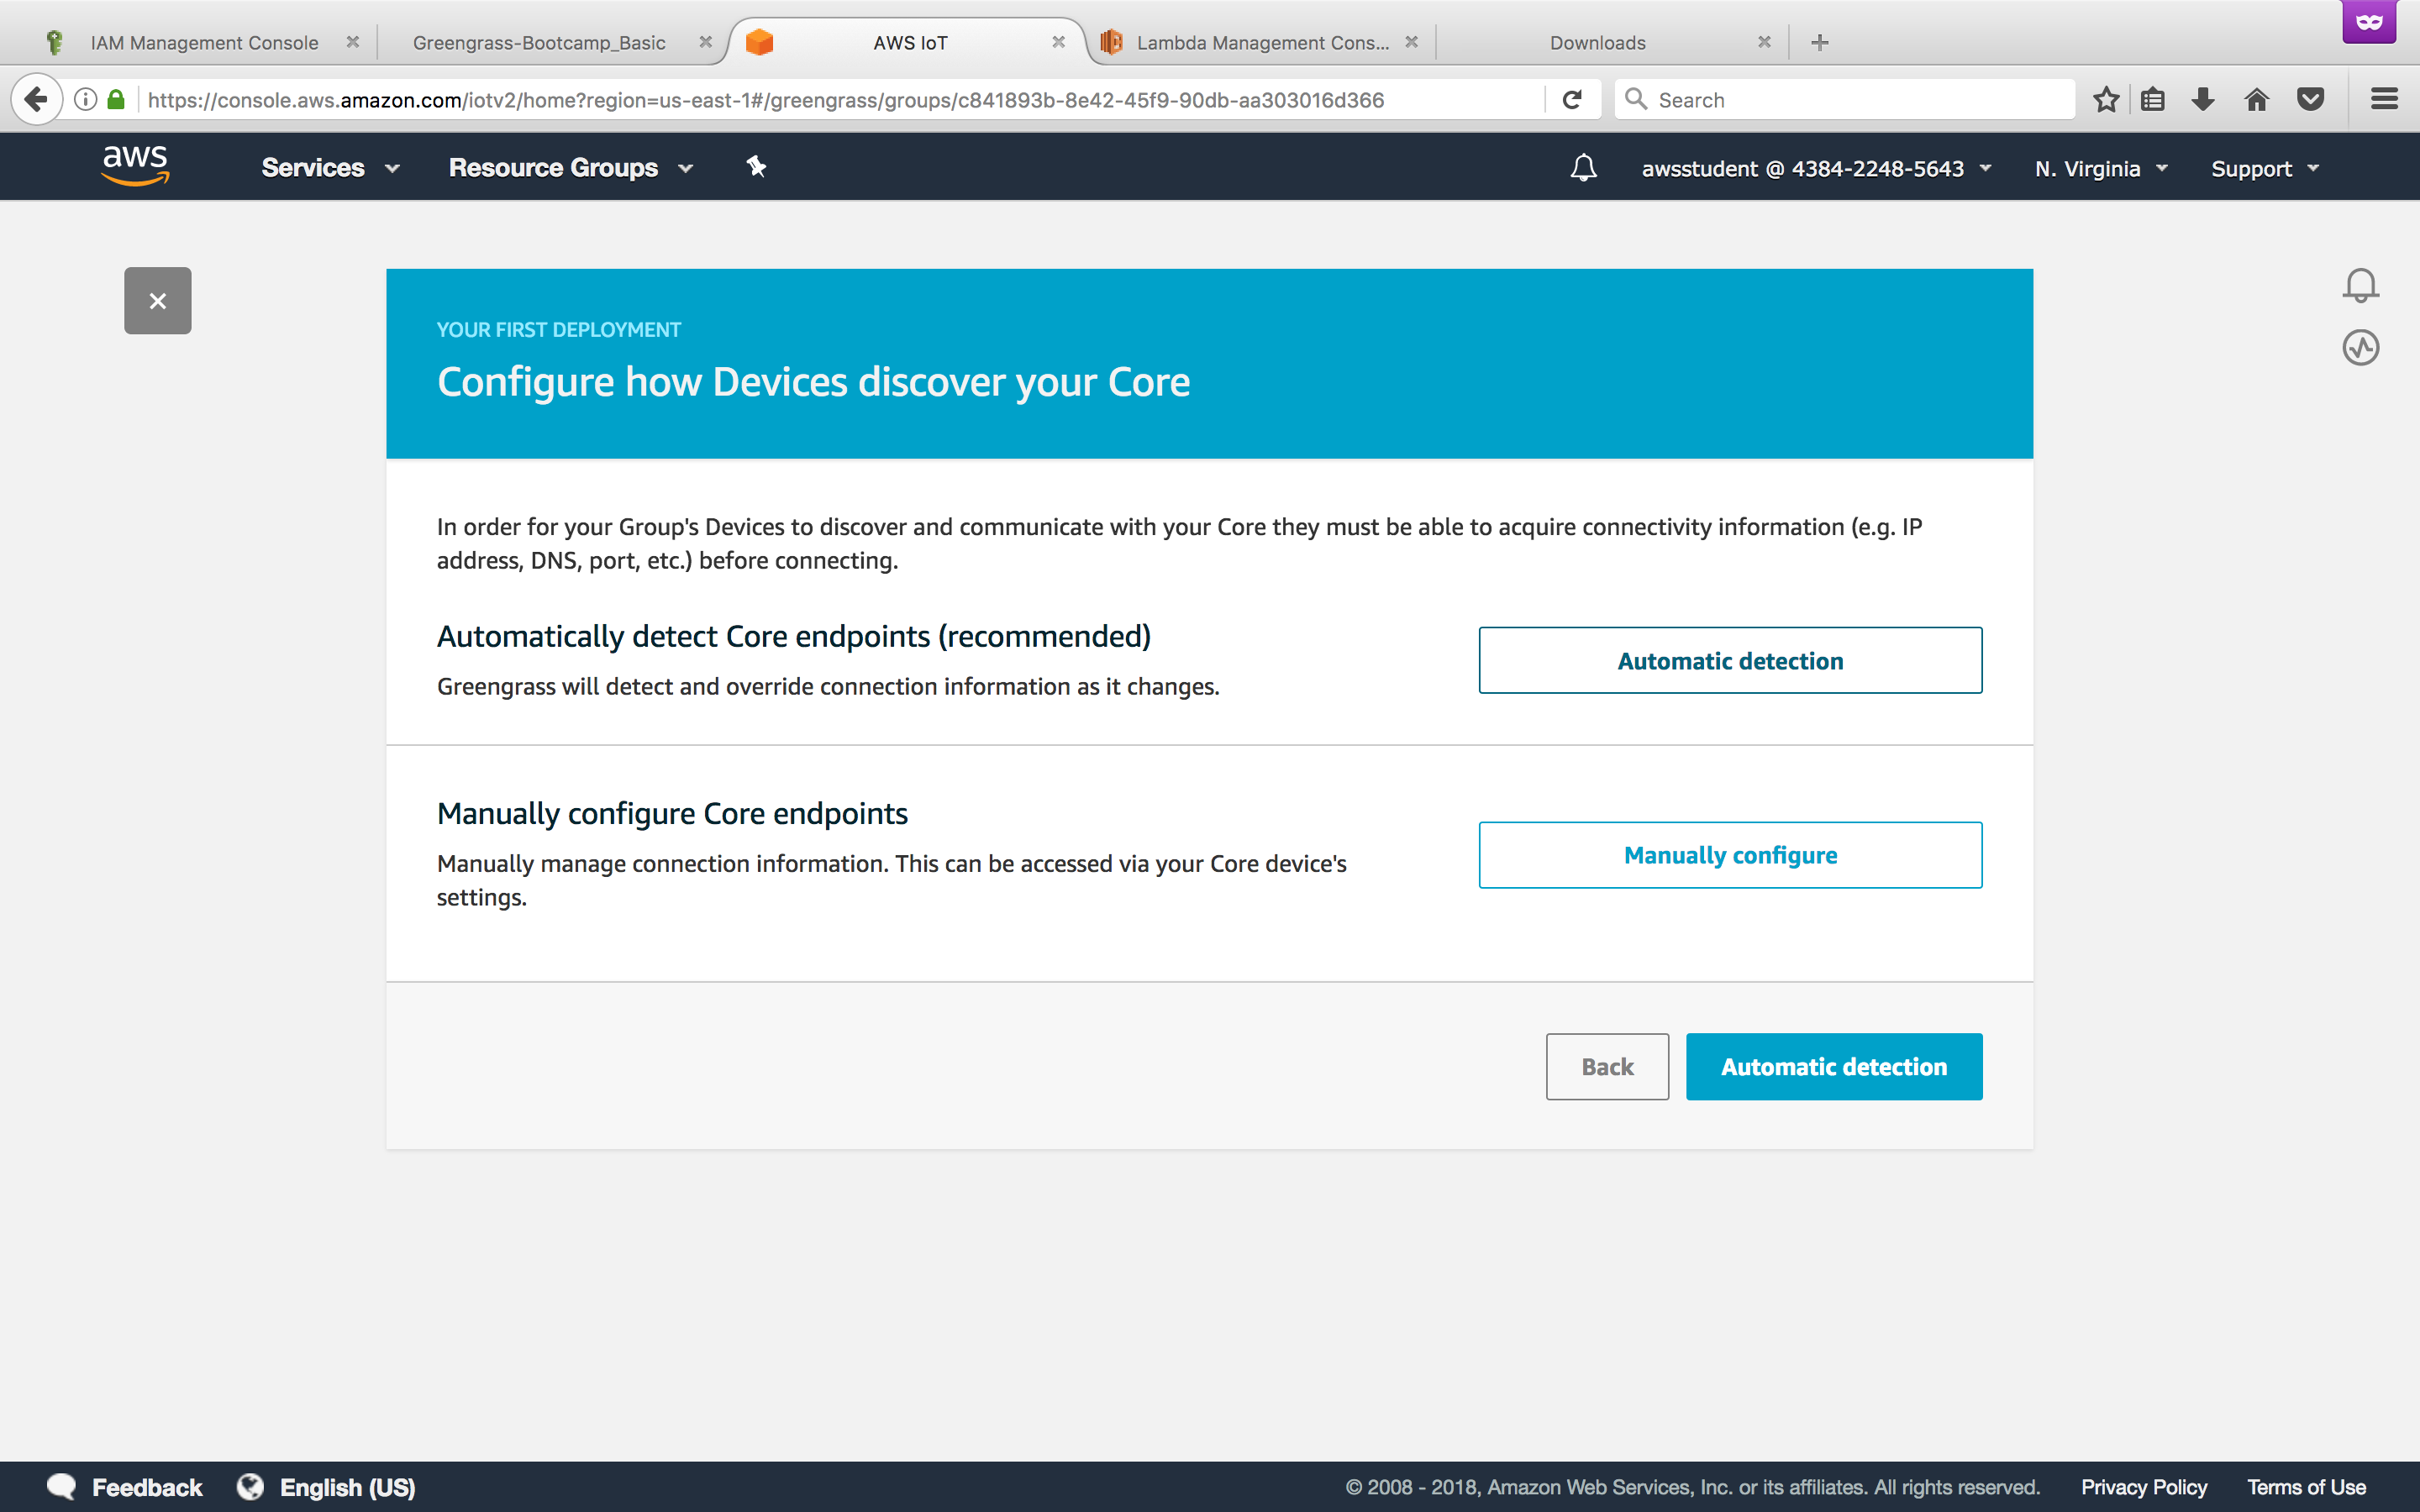 IAM Management Console
Greengrass-Bootcamp_Basic
AWS IoT
Lambda Management Cons...
Downloads
https://console.aws.amazon.com/iotv2/home?region=us-east-1#/greengrass/groups/c841893b-8e42-45f9-90db-aa303016d366
Search
aws
Services
Resource Groups
awsstudent @ 4384-2248-5643
N. Virginia
Support
YOUR FIRST DEPLOYMENT
Configure how Devices discover your Core
In order for your Group's Devices to discover and communicate with your Core they must be able to acquire connectivity information (e.g. IP
address, DNS, port, etc.) before connecting.
Automatically detect Core endpoints (recommended)
Greengrass will detect and override connection information as it changes.
Automatic detection
Manually configure Core endpoints
Manually manage connection information. This can be accessed via your Core device's
settings.
Manually configure
Back
Automatic detection
Feedback
English (US)
© 2008 - 2018, Amazon Web Services, Inc. or its affiliates. All rights reserved.
Privacy Policy
Terms of Use